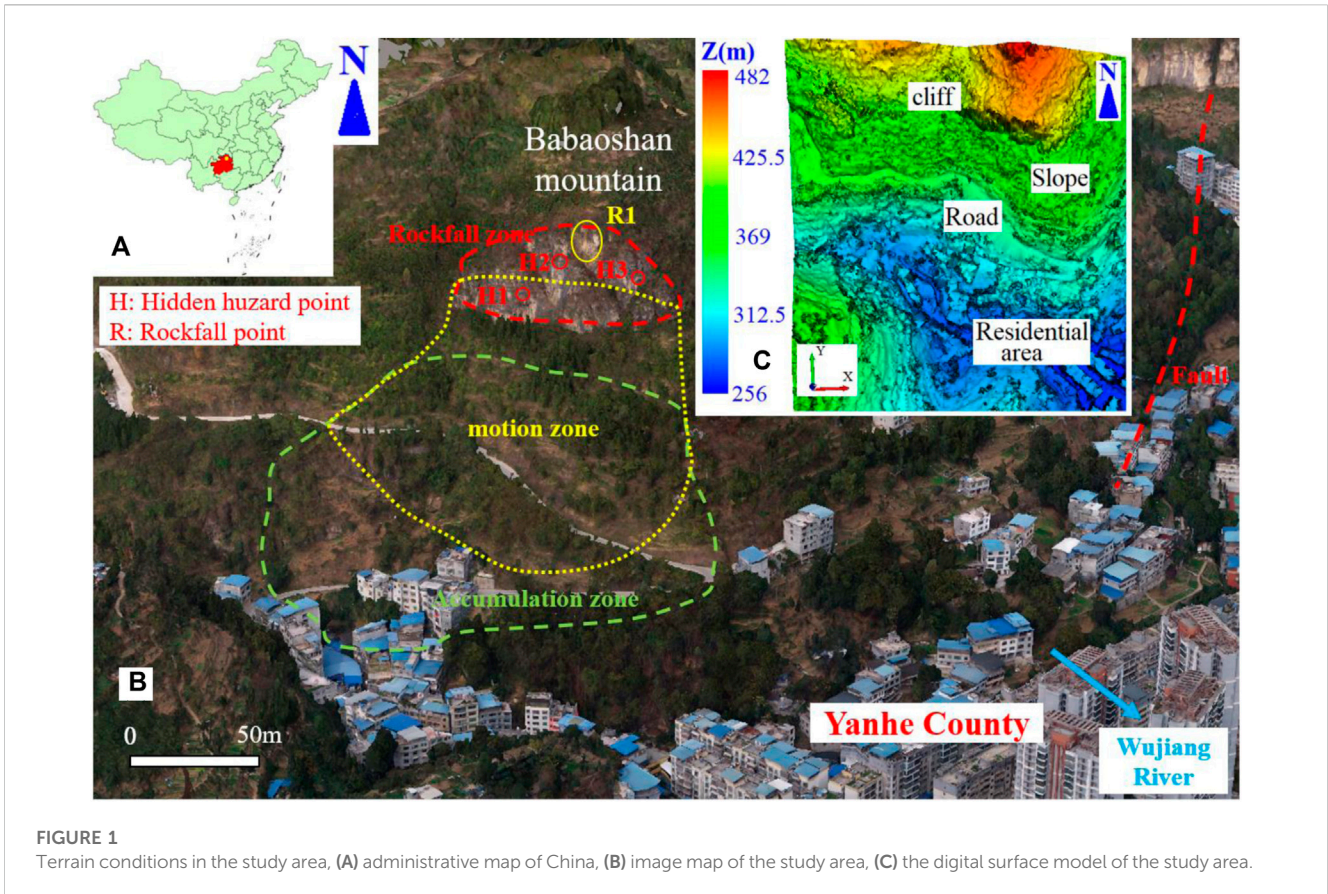 N
A
H: Hidden huzard point
R: Rockfall point
Babaoshan
mountain
R1
Rockfall zone
H2
H3
H1
motion zone
Accumulation zone
B
0
50m
Z(m)
482
425.5
369
312.5
256
cliff
N
Slope
Road
Residential
area
C
Y
X
Fault
Yanhe County
Wujiang
River
FIGURE 1
Terrain conditions in the study area, (A) administrative map of China, (B) image map of the study area, (C) the digital surface model of the study area.